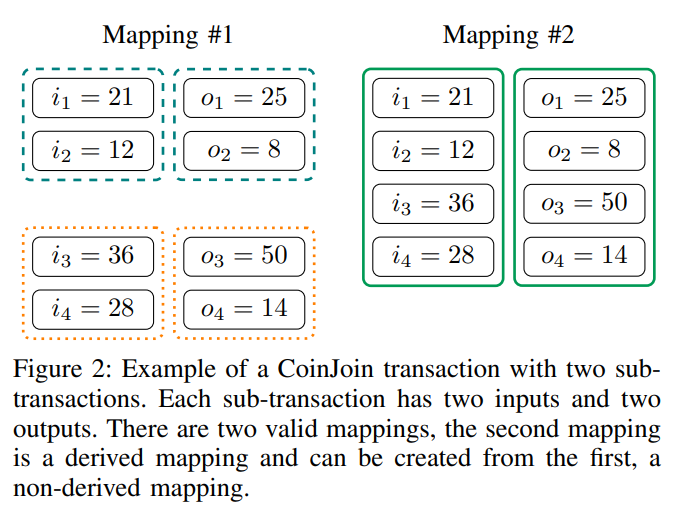 Mapping #1
i₁ = 21 o₁ = 25
i₂ = 12 o₂ = 8
i₃ = 36 o₃ = 50
i₄ = 28 o₄ = 14
Mapping #2
i₁ = 21 o₁ = 25
i₂ = 12 o₂ = 8
i₃ = 36 o₃ = 50
i₄ = 28 o₄ = 14
Figure 2: Example of a CoinJoin transaction with two sub-
transactions. Each sub-transaction has two inputs and two
outputs. There are two valid mappings, the second mapping
is a derived mapping and can be created from the first, a
non-derived mapping.